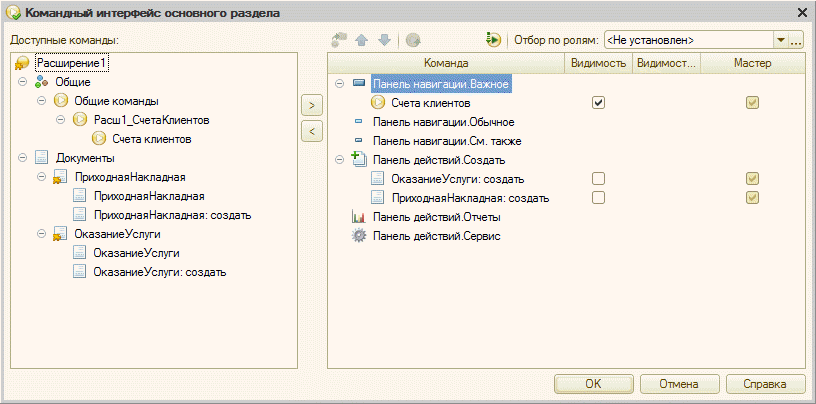 Командный интерфейс основного раздела
Доступные команды:
Отбор по ролям: <Не установлен>
Расширение1
Общие
Общие команды
Расш1_СчетаКлиентов
Счета клиентов
Документы
ПриходнаяНакладная
ПриходнаяНакладная
ПриходнаяНакладная: создать
ОказаниеУслуги
ОказаниеУслуги
ОказаниеУслуги: создать
>
<
Команда Видимость Видимост... Мастер
Панель навигации.Важное
Счета клиентов
Панель навигации.Обычное
Панель навигации.См. также
Панель действий.Создать
ОказаниеУслуги: создать
ПриходнаяНакладная: создать
Панель действий.Отчеты
Панель действий.Сервис
ОК Отмена Справка